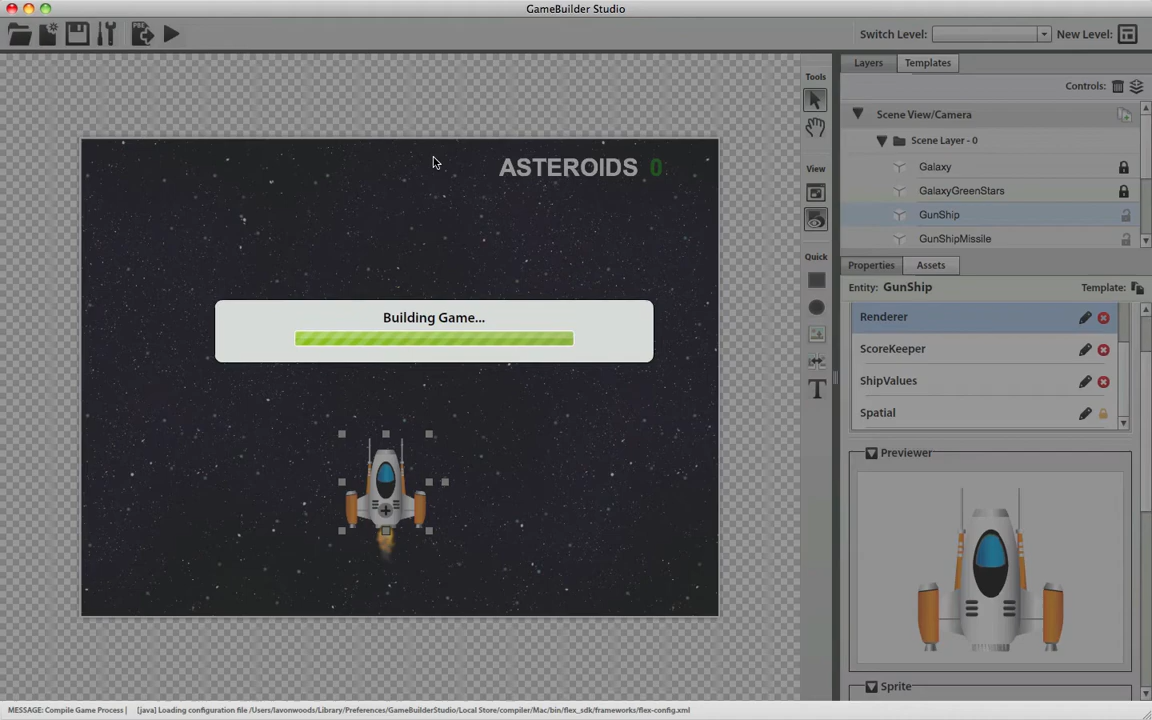 GameBuilder Studio
PBE
Switch Level:
New Level:
Layers
Templates
Controls:
Scene View/Camera
Scene Layer - 0
Galaxy
GalaxyGreenStars
GunShip
GunShipMissile
Tools
View
Quick
T
Properties
Assets
Entity: GunShip
Template:
Renderer
ScoreKeeper
ShipValues
Spatial
Previewer
Sprite
ASTEROIDS 0
Building Game...
MESSAGE: Compile Game Process | [java] Loading configuration file /Users/lavonwoods/Library/Preferences/GameBuilderStudio/Local Store/compiler/Mac/bin/flex_sdk/frameworks/flex-config.xml